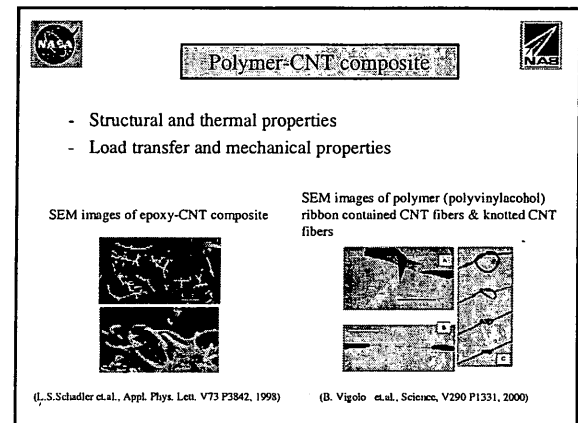 NASA
NAS
Polymer-CNT composite
- Structural and thermal properties
- Load transfer and mechanical properties
SEM images of epoxy-CNT composite
SEM images of polymer (polyvinylacohol)
ribbon contained CNT fibers & knotted CNT
fibers
A
B
C
(L.S.Schadler et.al., Appl. Phys. Lett. V73 P3842, 1998)
(B. Vigolo et.al., Science, V290 P1331, 2000)